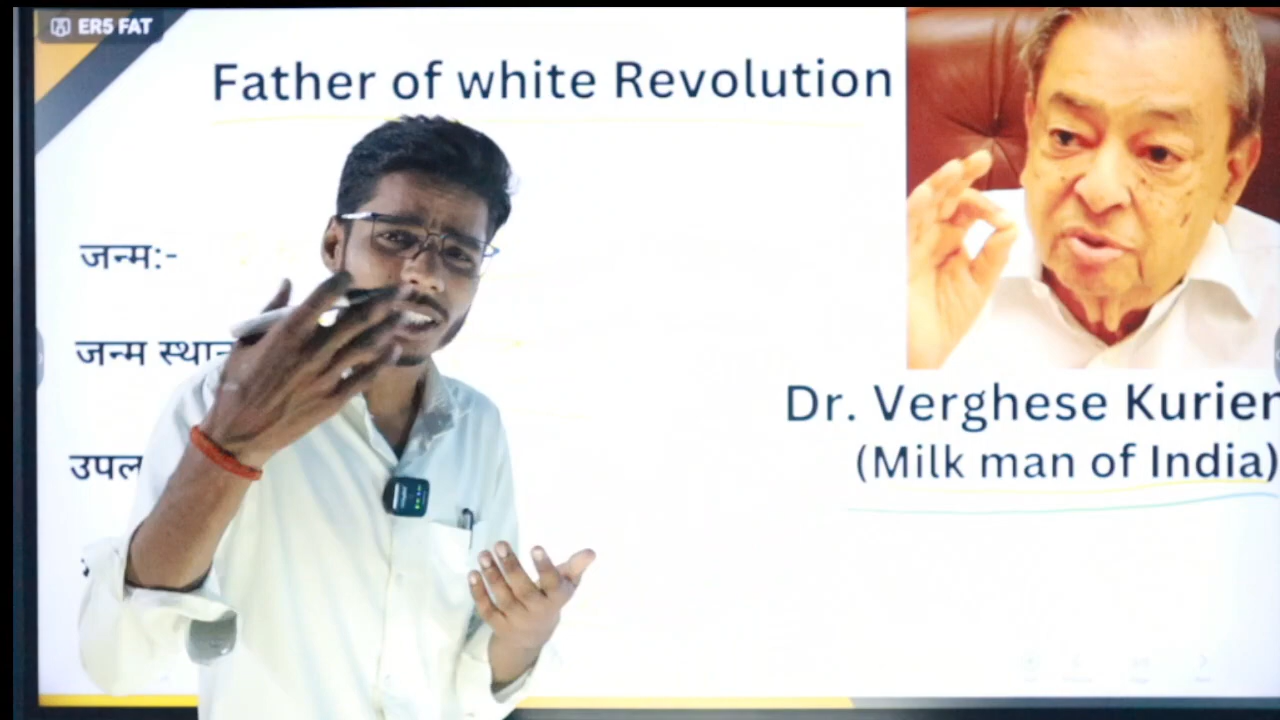 ER5 FAT
Father of white Revolution
जन्म:-
जन्म
Dr. Verghese Kurien
(Milk man of India)